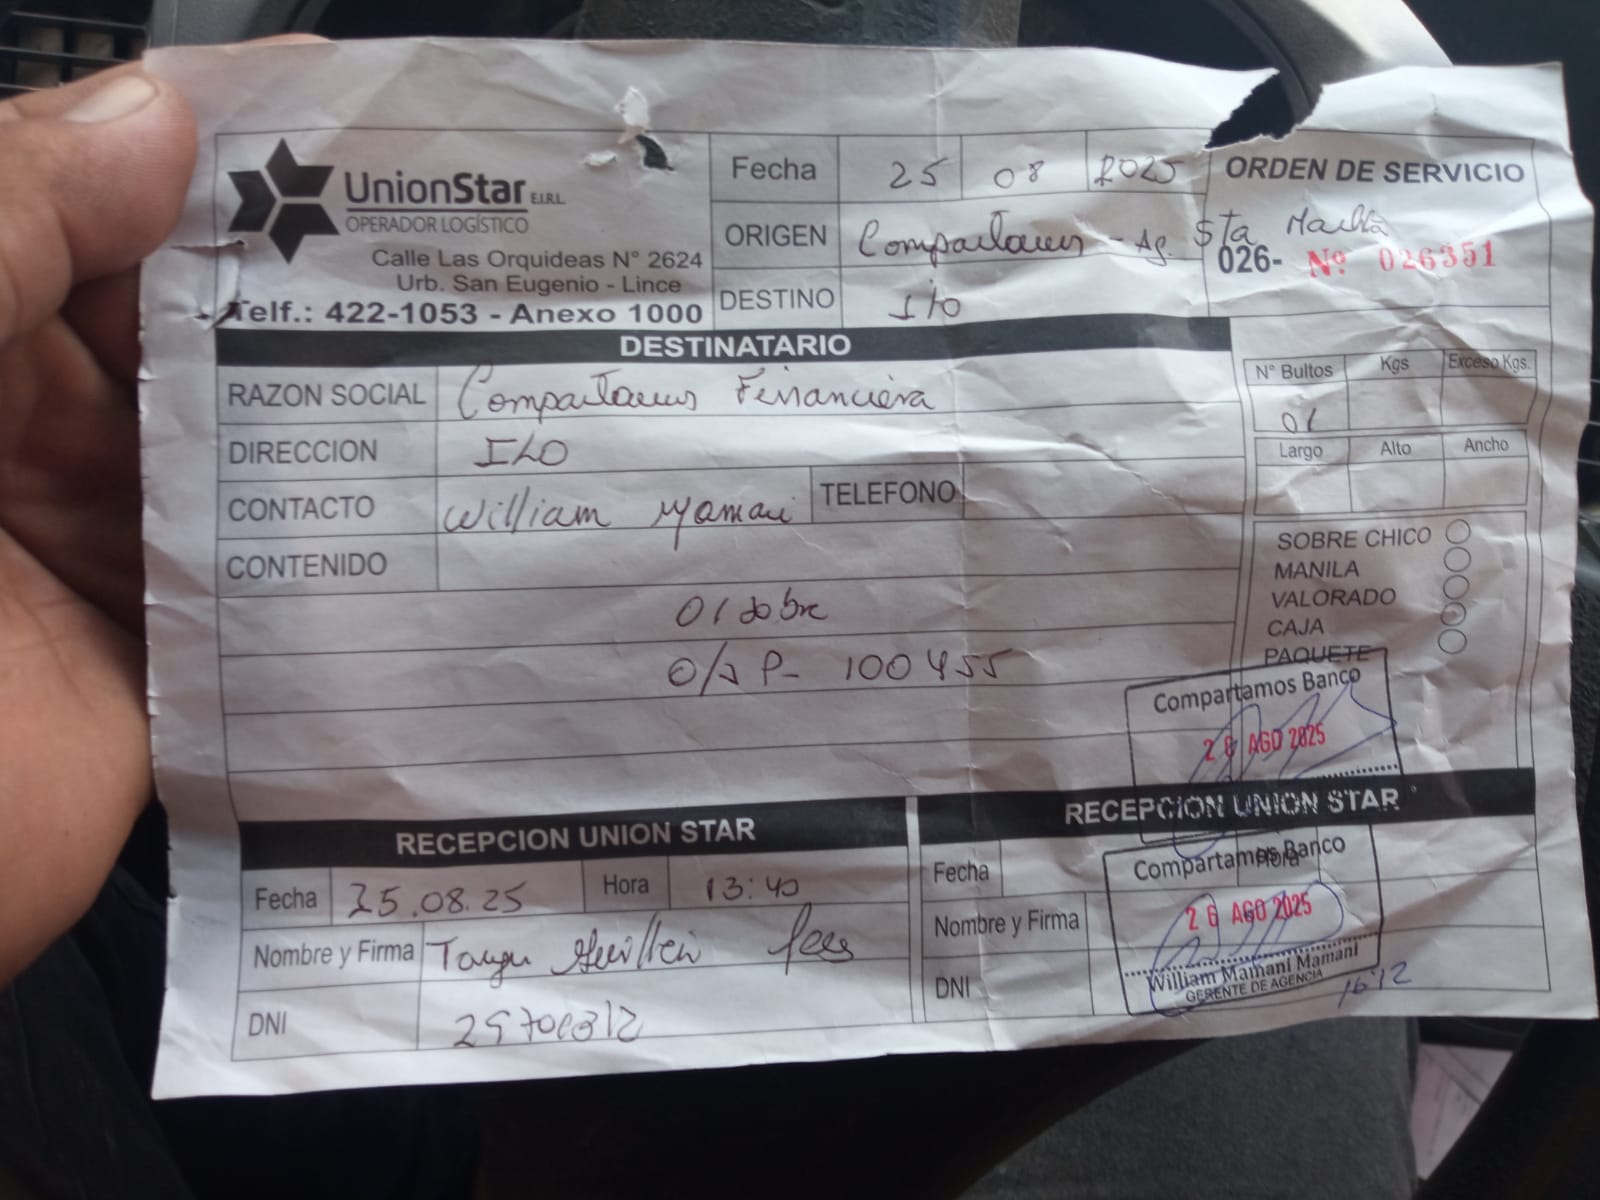 UnionStar E.I.R.L.
OPERADOR LOGÍSTICO
Calle Las Orquideas N° 2624
Urb. San Eugenio - Lince
Telf.: 422-1053 - Anexo 1000
Fecha 25 08 2025
ORIGEN Compartamos - Ag. Sta Martha
DESTINO Ilo
ORDEN DE SERVICIO
026- Nº 026351
DESTINATARIO
RAZON SOCIAL Compartamos Financiera
DIRECCION ILO
CONTACTO William Mamani TELEFONO
CONTENIDO
01 sobre
O/S P- 100455
N° Bultos Kgs Exceso Kgs.
01
Largo Alto Ancho
SOBRE CHICO
MANILA
VALORADO
CAJA
PAQUETE
Compartamos Banco
26 AGO 2025
RECEPCION UNION STAR
Fecha 25.08.25 Hora 13:40
Nombre y Firma
DNI
RECEPCION UNION STAR
Fecha Hora
Nombre y Firma
DNI
Compartamos Banco
26 AGO 2025
William Mamani Mamani
GERENTE DE AGENCIA
16:12